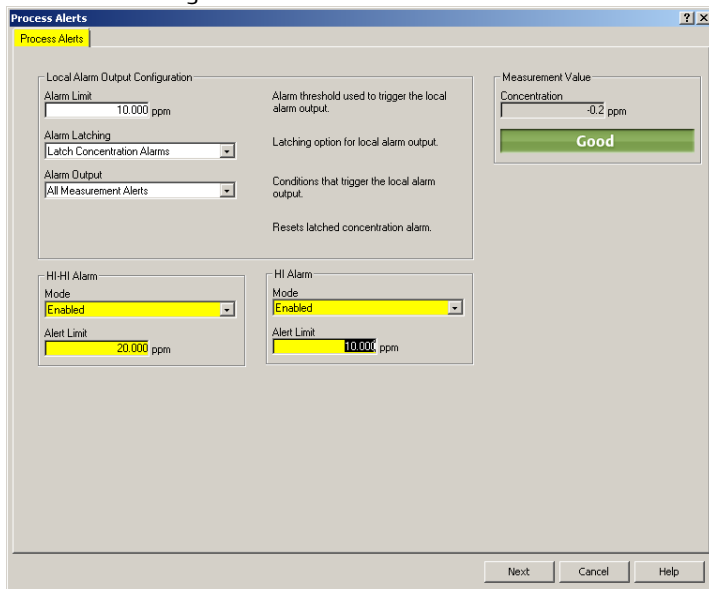 Process Alerts
Process Alerts
Local Alarm Output Configuration
Alarm Limit
10.000 ppm
Alarm threshold used to trigger the local
alarm output.
Alarm Latching
Latch Concentration Alarms
Latching option for local alarm output.
Alarm Output
All Measurement Alerts
Conditions that trigger the local alarm
output.
Resets latched concentration alarm.
Measurement Value
Concentration
-0.2 ppm
Good
HI-HI Alarm
Mode
Enabled
Alert Limit
20.000 ppm
HI Alarm
Mode
Enabled
Alert Limit
10.000 ppm
Next Cancel Help